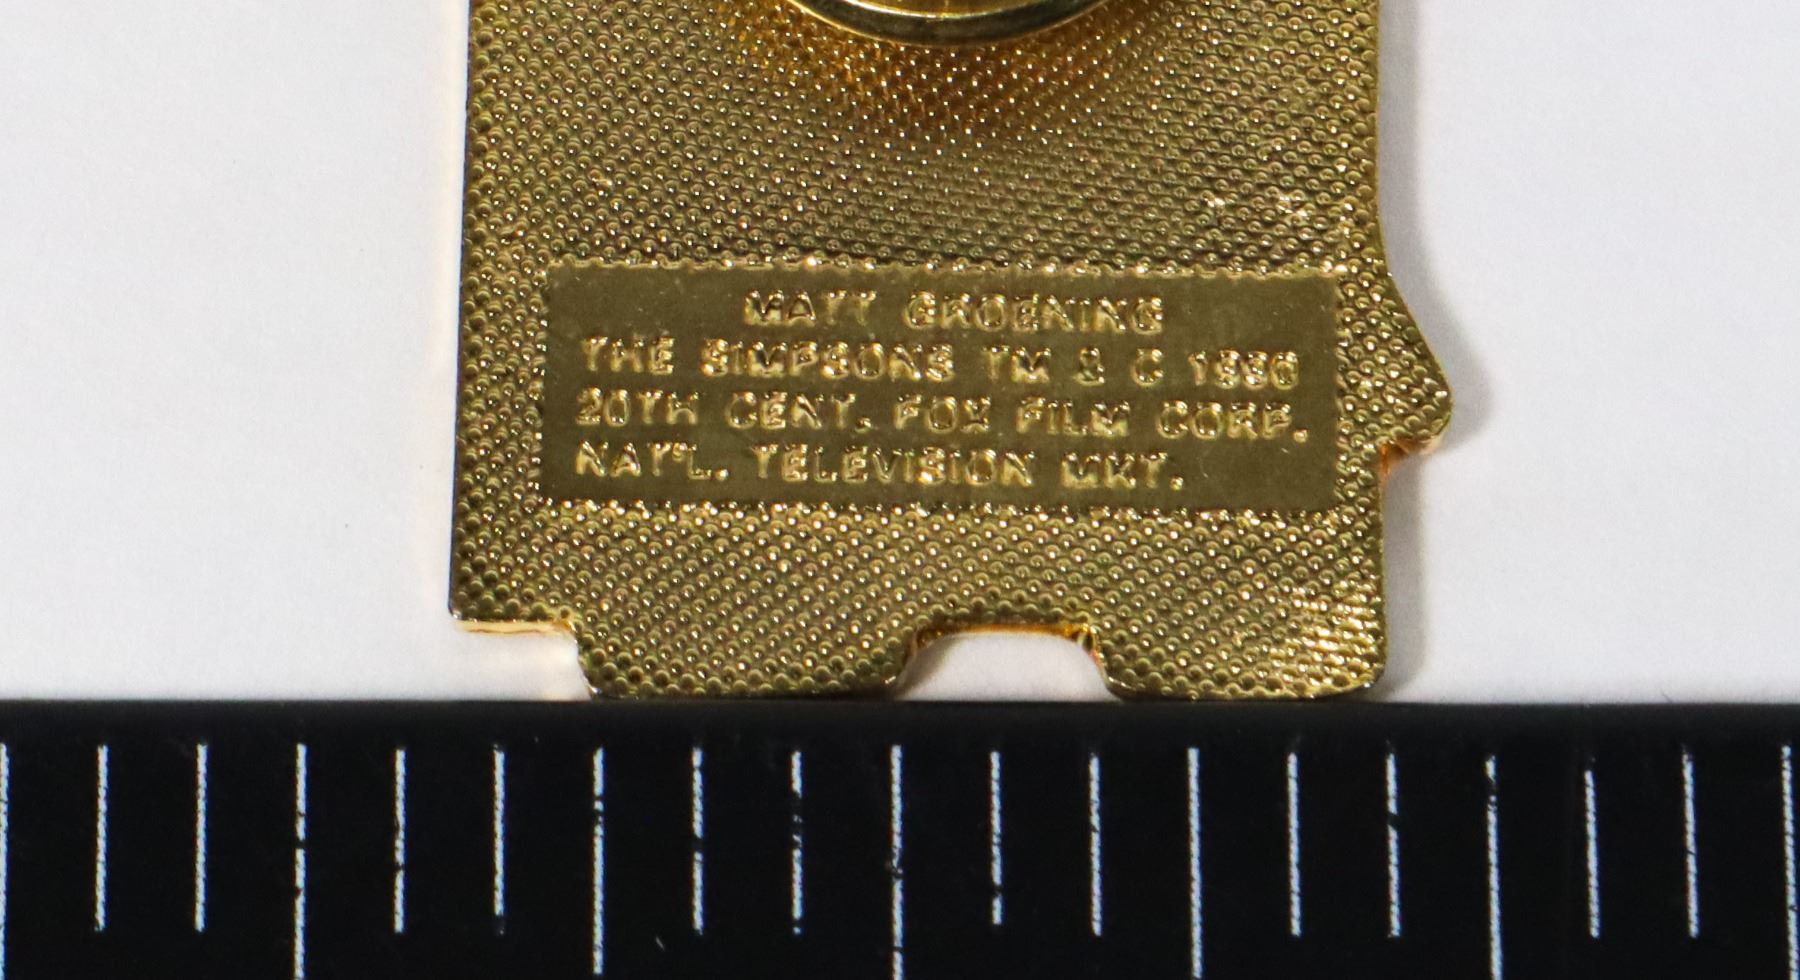 MATT GROENING
THE SIMPSONS TM & C 1990
20TH CENT. FOX FILM CORP.
NAT'L. TELEVISION MKT.